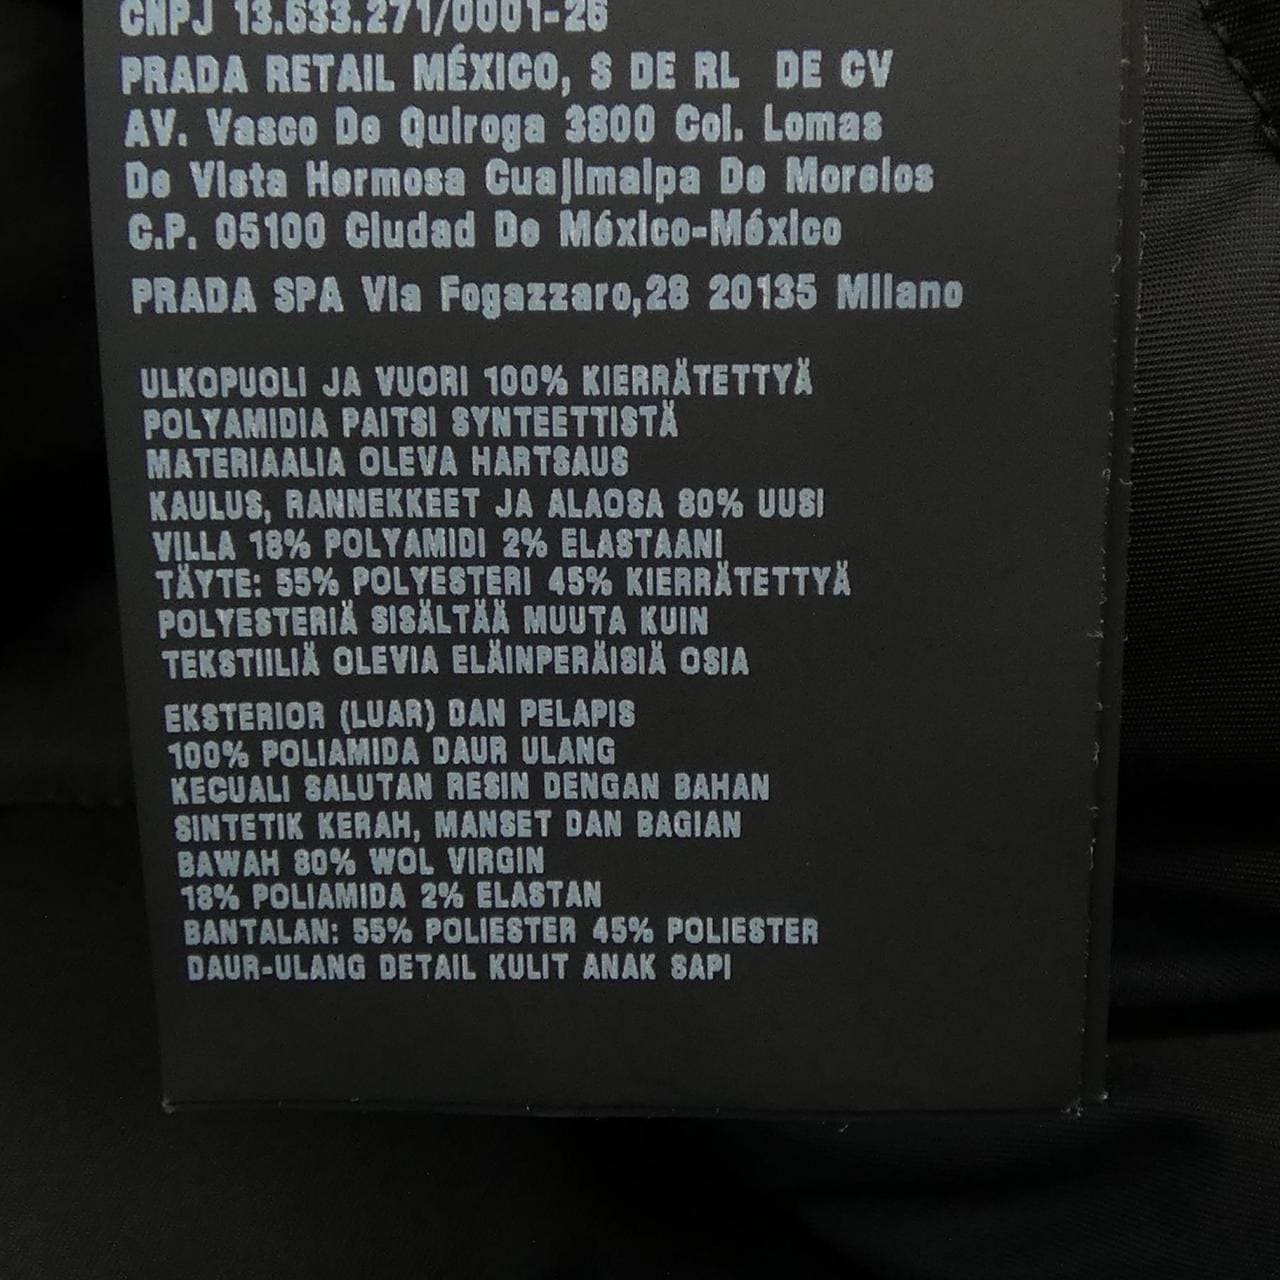 CNPJ 13.633.271/0001-26
PRADA RETAIL MÉXICO, S DE RL DE CV
AV. Vasco De Quiroga 3800 Col. Lomas
De Vista Hermosa Cuajimalpa De Morelos
C.P. 05100 Ciudad De México-México
PRADA SPA Via Fogazzaro,28 20135 Milano
ULKOPUOLI JA VUORI 100% KIERRÄTETTYÄ
POLYAMIDIA PAITSI SYNTEETTISTÄ
MATERIAALIA OLEVA HARTSAUS
KAULUS, RANNEKKEET JA ALAOSA 80% UUSI
VILLA 18% POLYAMIDI 2% ELASTAANI
TÄYTE: 55% POLYESTERI 45% KIERRÄTETTYÄ
POLYESTERIÄ SISÄLTÄÄ MUUTA KUIN
TEKSTIILIÄ OLEVIA ELÄINPERÄISIÄ OSIA
EKSTERIOR (LUAR) DAN PELAPIS
100% POLIAMIDA DAUR ULANG
KECUALI SALUTAN RESIN DENGAN BAHAN
SINTETIK KERAH, MANSET DAN BAGIAN
BAWAH 80% WOL VIRGIN
18% POLIAMIDA 2% ELASTAN
BANTALAN: 55% POLIESTER 45% POLIESTER
DAUR-ULANG DETAIL KULIT ANAK SAPI